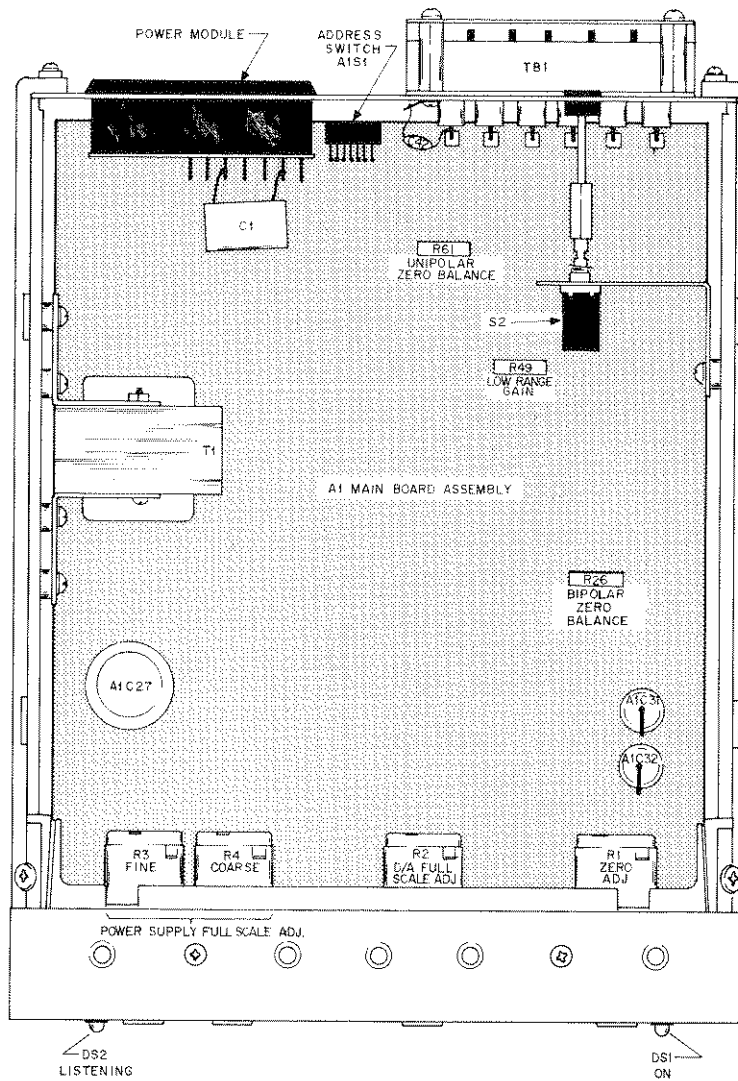 POWER MODULE
ADDRESS
SWITCH
A1S1
TB1
C1
R61
UNIPOLAR
ZERO BALANCE
S2
R49
LOW RANGE
GAIN
T1
A1 MAIN BOARD ASSEMBLY
R26
BIPOLAR
ZERO
BALANCE
A1C27
A1C31
A1C32
R3
FINE
R4
COARSE
R2
D/A FULL
SCALE ADJ
R1
ZERO
ADJ
POWER SUPPLY FULL SCALE ADJ.
DS2
LISTENING
DS1
ON